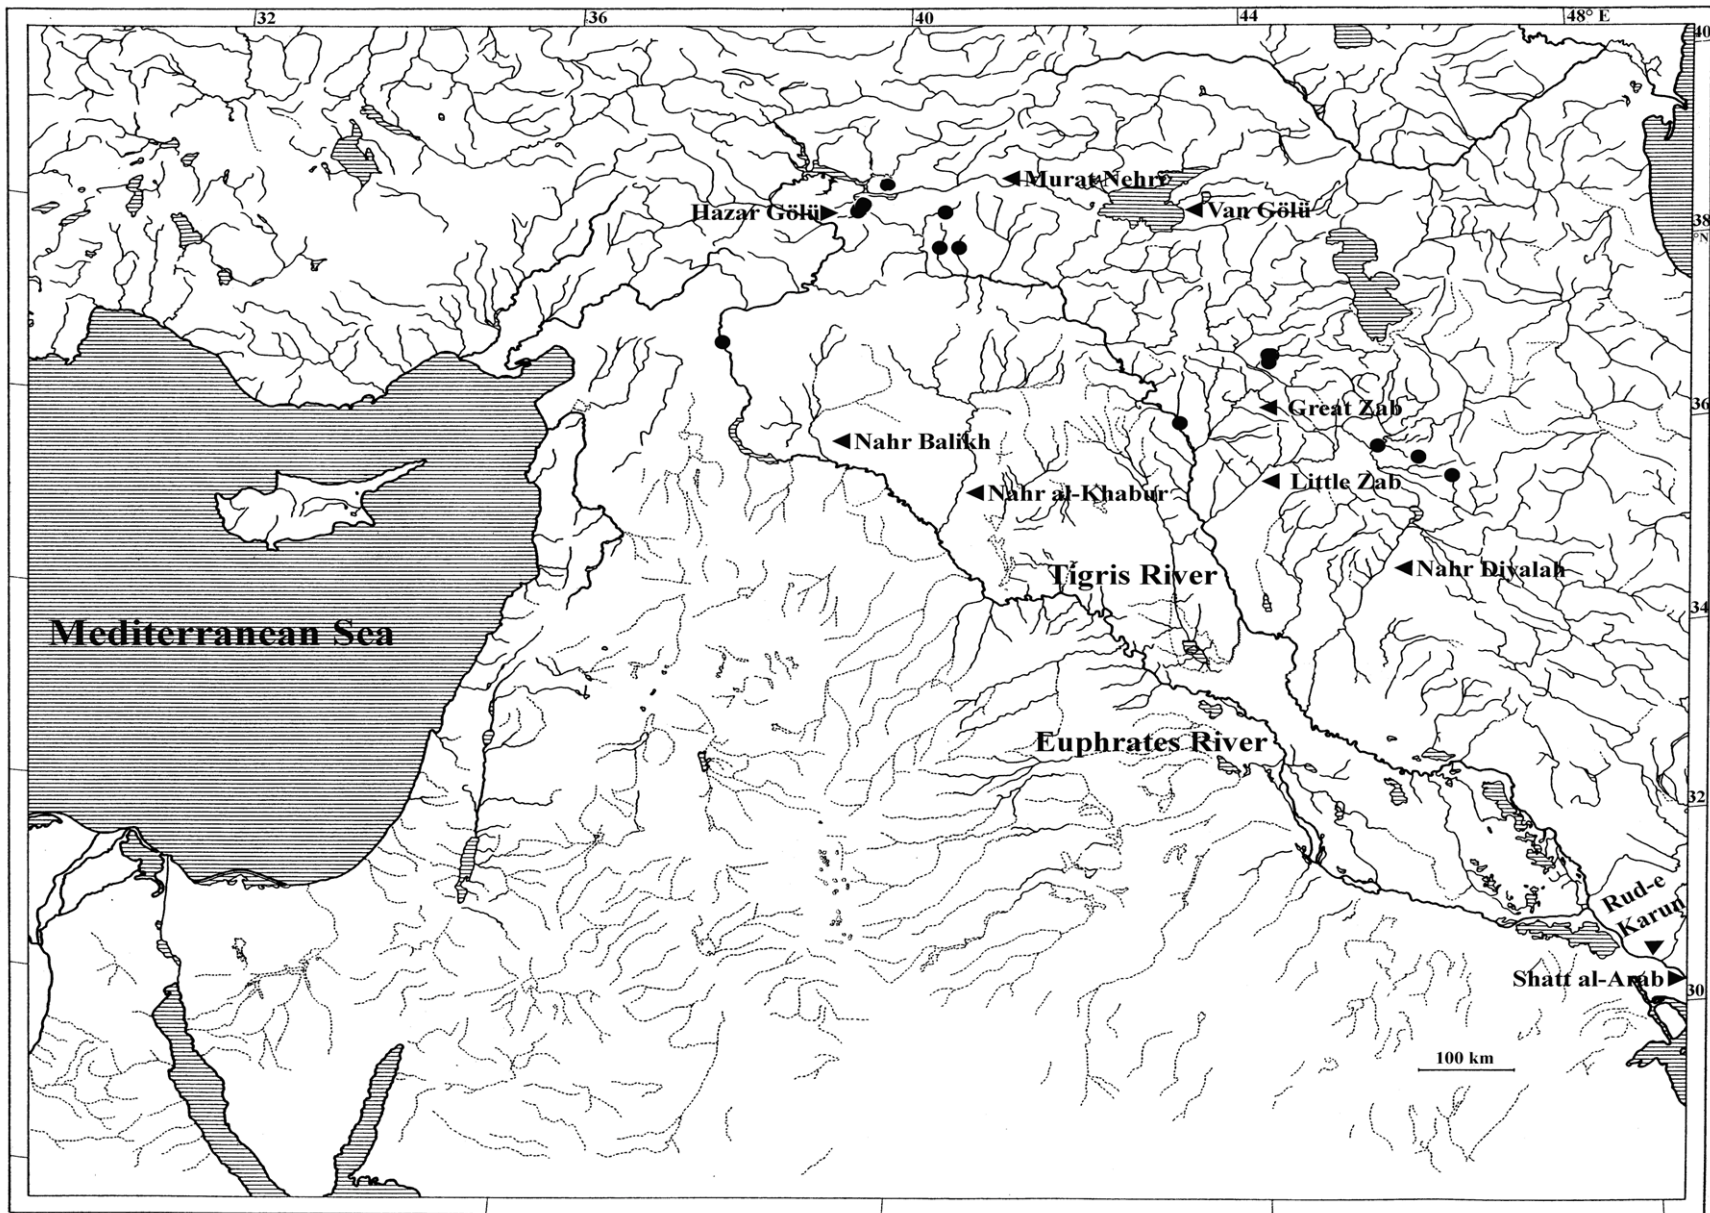 32
36
40
44
48° E
40
Murat Nehrı
Hazar Gölü
Van Gölü
38
°N
Great Zab
36
Nahr Balikh
Little Zab
Nahr al-Khabur
Nahr Diyalah
Tigris River
34
Mediterranean Sea
Euphrates River
32
Rud-e
Karun
Shatt al-Arab
30
100 km